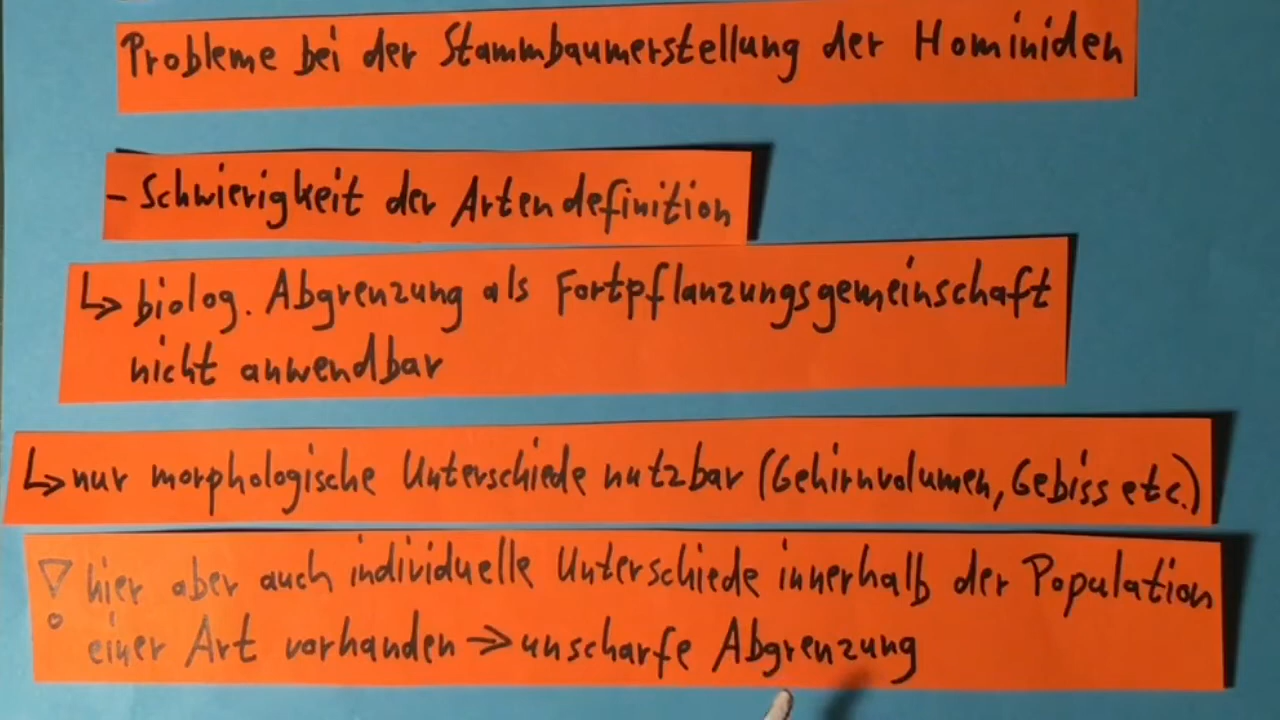 Probleme bei der Stammbaumerstellung der Hominiden
- Schwierigkeit der Artendefinition
↳ biolog. Abgrenzung als Fortpflanzungsgemeinschaft
nicht anwendbar
↳ nur morphologische Unterschiede nutzbar (Gehirnvolumen, Gebiss etc.)
! hier aber auch individuelle Unterschiede innerhalb der Population
einer Art vorhanden => unscharfe Abgrenzung